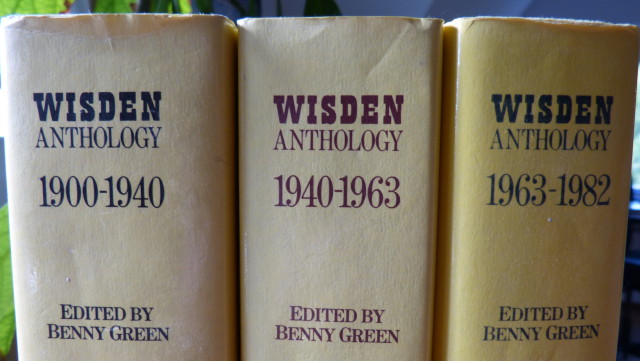 WISDEN
ANTHOLOGY
1900-1940
EDITED BY
BENNY GREEN
WISDEN
ANTHOLOGY
1940-1963
EDITED BY
BENNY GREEN
WISDEN
ANTHOLOGY
1963-1982
EDITED BY
BENNY GREEN